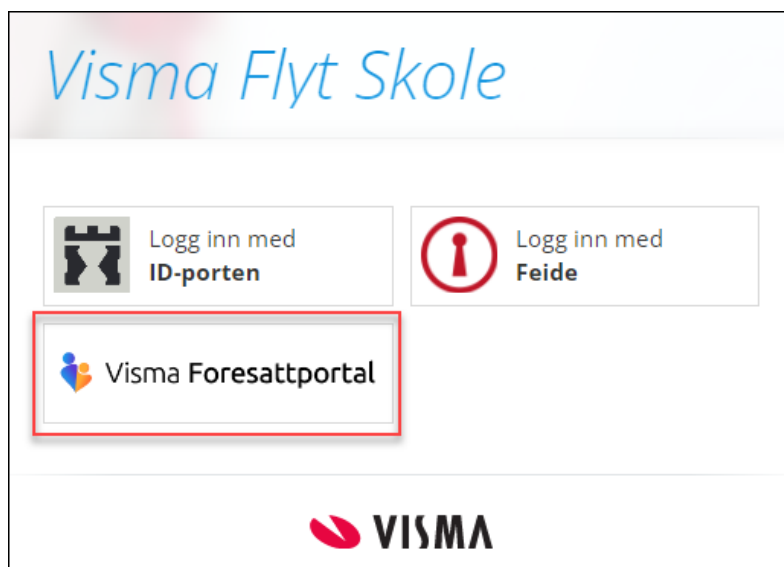 Visma Flyt Skole
Logg inn med
ID-porten
Logg inn med
Feide
Visma Foresattportal
VISMA